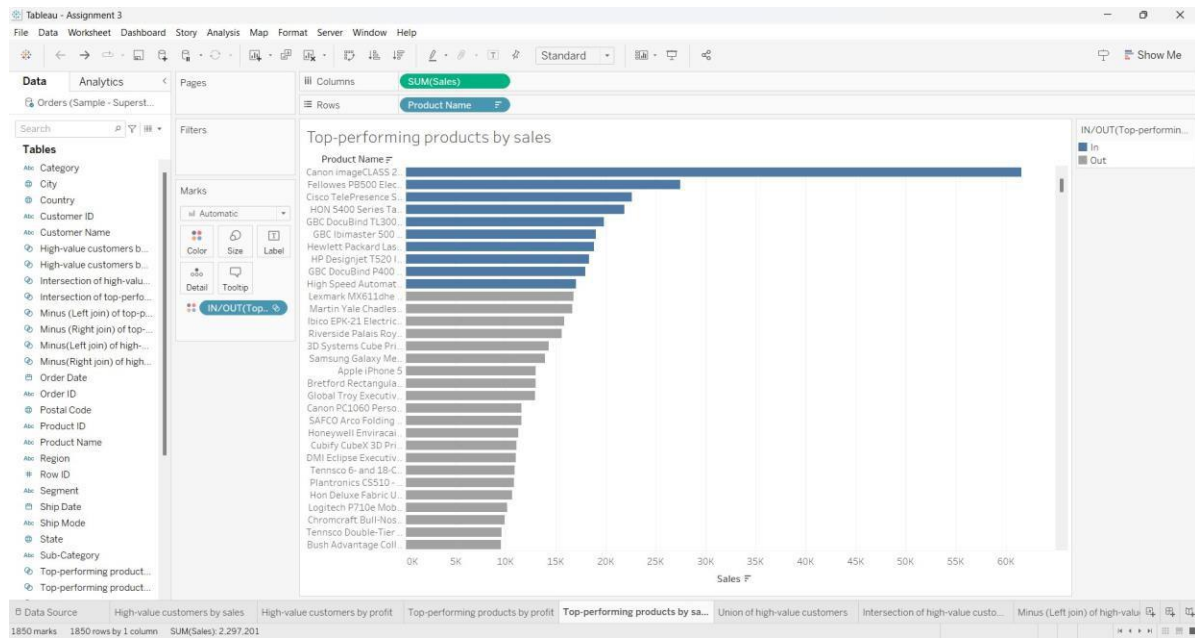 Tableau - Assignment 3
File Data Worksheet Dashboard Story Analysis Map Format Server Window Help
Standard
Show Me
Data Analytics
Pages
Columns SUM(Sales)
Orders (Sample - Superst...
Rows Product Name
Search
Filters
Tables
Category
City
Country
Customer ID
Customer Name
High-value customers b...
High-value customers b...
Intersection of high-valu...
Intersection of top-perfo...
Minus (Left join) of top-p...
Minus (Right join) of top-...
Minus(Left join) of high-...
Minus(Right join) of high...
Order Date
Order ID
Postal Code
Product ID
Product Name
Region
Row ID
Segment
Ship Date
Ship Mode
State
Sub-Category
Top-performing product...
Top-performing product...
Marks
Automatic
Color Size Label
Detail Tooltip
IN/OUT(Top..
Top-performing products by sales
Product Name
Canon imageCLASS 2..
Fellowes PB500 Elec..
Cisco TelePresence S..
HON 5400 Series Ta..
GBC DocuBind TL300..
GBC Ibimaster 500 ..
Hewlett Packard Las..
HP Designjet T520 I..
GBC DocuBind P400 ..
High Speed Automat..
Lexmark MX611dhe ..
Martin Yale Chadles..
Ibico EPK-21 Electric..
Riverside Palais Roy..
3D Systems Cube Pri..
Samsung Galaxy Me..
Apple iPhone 5
Bretford Rectangula..
Global Troy Executiv..
Canon PC1060 Perso..
SAFCO Arco Folding ..
Honeywell Enviracai..
Cubify CubeX 3D Pri..
DMI Eclipse Executiv..
Tennsco 6- and 18-C..
Plantronics CS510 - ..
Hon Deluxe Fabric U..
Logitech P710e Mob..
Chromcraft Bull-Nos..
Tennsco Double-Tier ..
Bush Advantage Coll..
0K 5K 10K 15K 20K 25K 30K 35K 40K 45K 50K 55K 60K
Sales
IN/OUT(Top-performin...
In
Out
Data Source High-value customers by sales High-value customers by profit Top-performing products by profit Top-performing products by sa... Union of high-value customers Intersection of high-value custo... Minus (Left join) of high-valu
1850 marks 1850 rows by 1 column SUM(Sales): 2,297,201